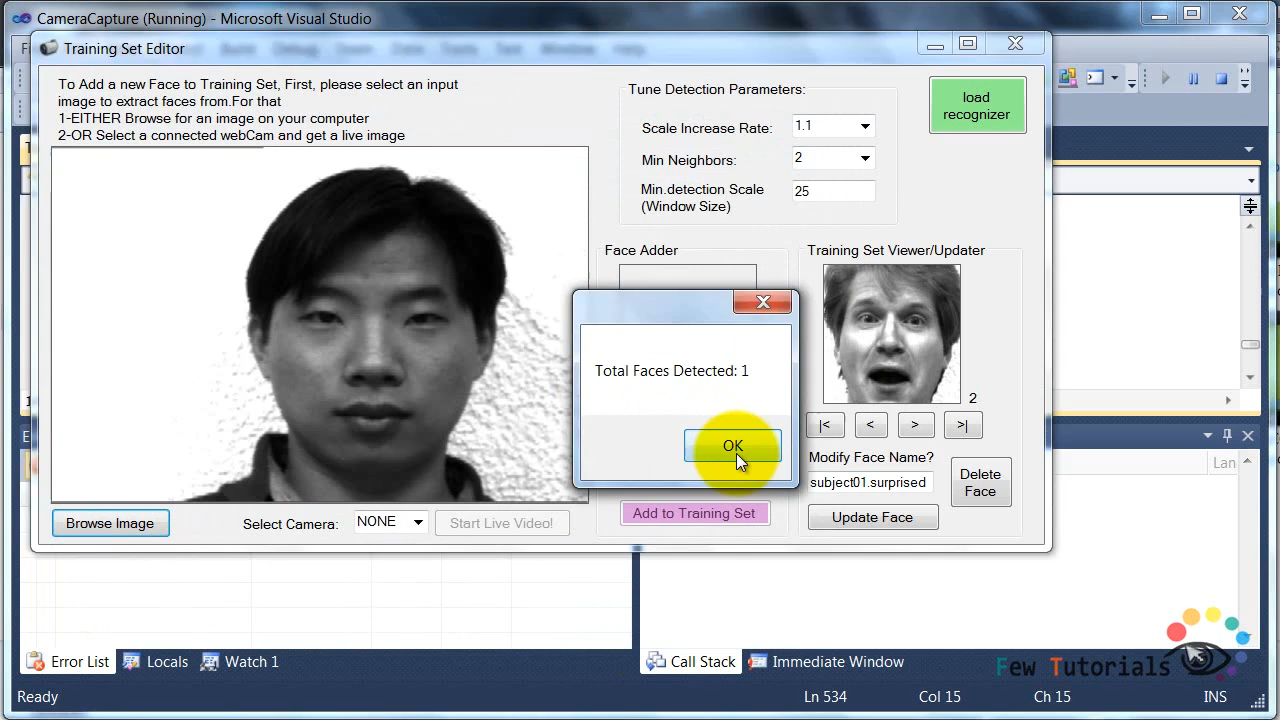 CameraCapture (Running) - Microsoft Visual Studio
Training Set Editor
To Add a new Face to Training Set, First, please select an input
image to extract faces from.For that
1-EITHER Browse for an image on your computer
2-OR Select a connected webCam and get a live image
Tune Detection Parameters:
Scale Increase Rate:
1.1
Min Neighbors:
2
Min.detection Scale
(Window Size)
25
load
recognizer
Face Adder
Training Set Viewer/Updater
Total Faces Detected: 1
OK
2
|<
<
>
>|
Modify Face Name?
subject01.surprised
Delete
Face
Update Face
Add to Training Set
Browse Image
Select Camera:
NONE
Start Live Video!
Lan
Error List
Locals
Watch 1
Call Stack
Immediate Window
Few Tutorials
Ready
Ln 534
Col 15
Ch 15
INS